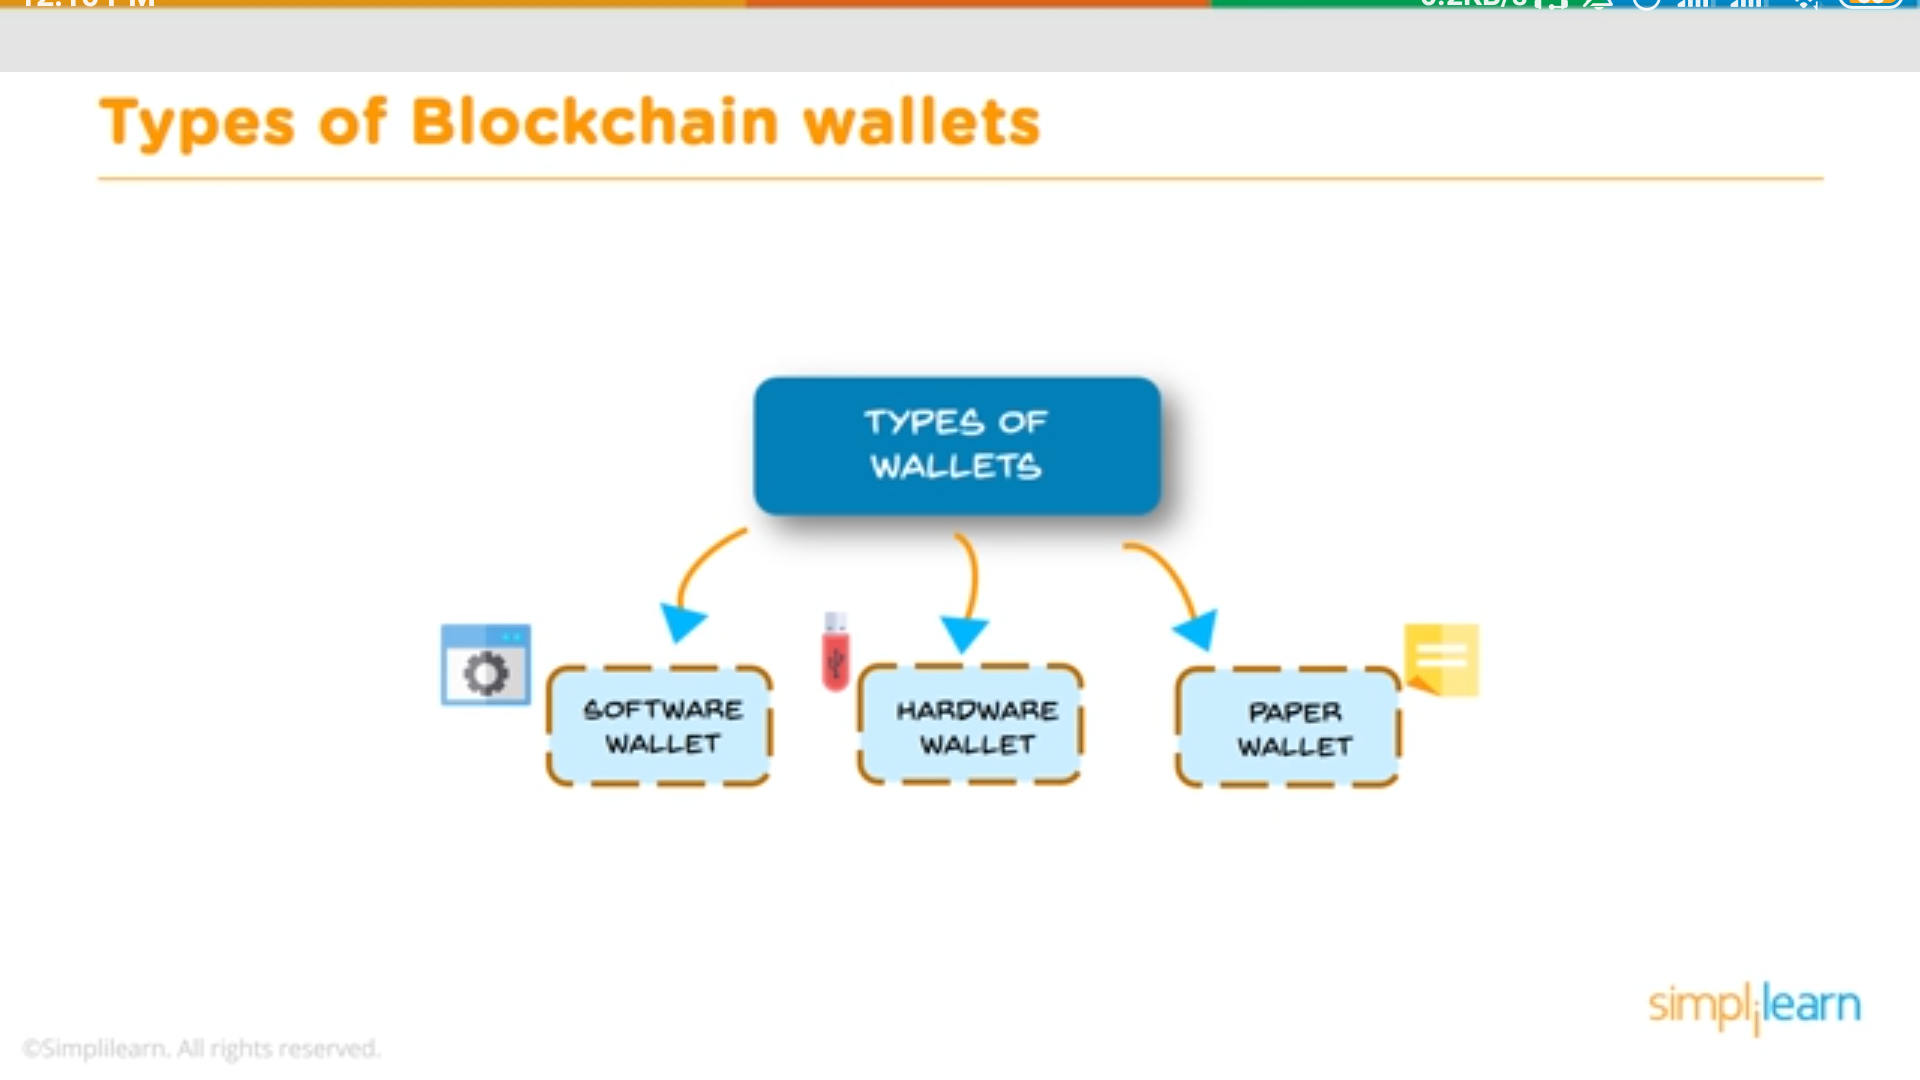 Types of Blockchain wallets
TYPES OF
WALLETS
SOFTWARE
WALLET
HARDWARE
WALLET
PAPER
WALLET
simplilearn
©Simplilearn. All rights reserved.